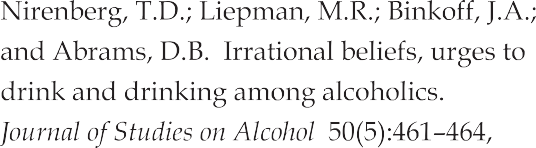 Nirenberg, T.D.; Liepman, M.R.; Binkoff, J.A.;
and Abrams, D.B.  Irrational beliefs, urges to
drink and drinking among alcoholics.
Journal of Studies on Alcohol  50(5):461–464,